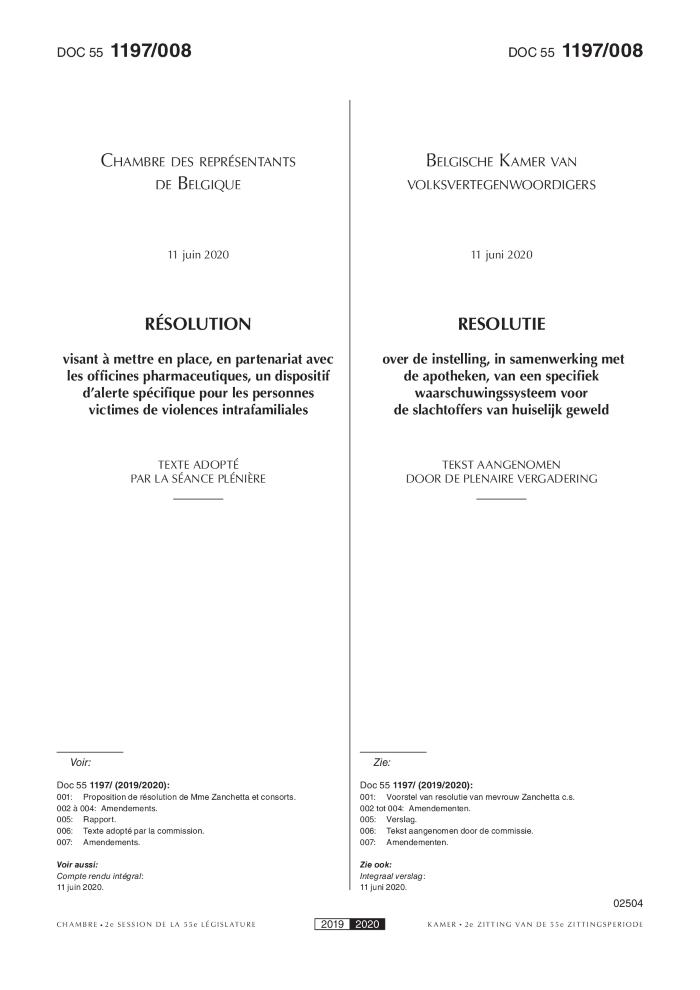 DOC 55 1197/008
DOC 55 1197/008
Chambre des représentants
de Belgique
11 juin 2020
RÉSOLUTION
visant à mettre en place, en partenariat avec
les officines pharmaceutiques, un dispositif
d’alerte spécifique pour les personnes
victimes de violences intrafamiliales
TEXTE ADOPTÉ
PAR LA SÉANCE PLÉNIÈRE
Voir:
Doc 55 1197/ (2019/2020):
001: Proposition de résolution de Mme Zanchetta et consorts.
002 à 004: Amendements.
005: Rapport.
006: Texte adopté par la commission.
007: Amendements.
Voir aussi:
Compte rendu intégral:
11 juin 2020.
Belgische Kamer van
volksvertegenwoordigers
11 juni 2020
RESOLUTIE
over de instelling, in samenwerking met
de apotheken, van een specifiek
waarschuwingssysteem voor
de slachtoffers van huiselijk geweld
TEKST AANGENOMEN
DOOR DE PLENAIRE VERGADERING
Zie:
Doc 55 1197/ (2019/2020):
001: Voorstel van resolutie van mevrouw Zanchetta c.s.
002 tot 004: Amendementen.
005: Verslag.
006: Tekst aangenomen door de commissie.
007: Amendementen.
Zie ook:
Integraal verslag:
11 juni 2020.
02504
CHAMBRE • 2e SESSION DE LA 55e LÉGISLATURE
2019 2020
KAMER • 2e ZITTING VAN DE 55e ZITTINGSPERIODE